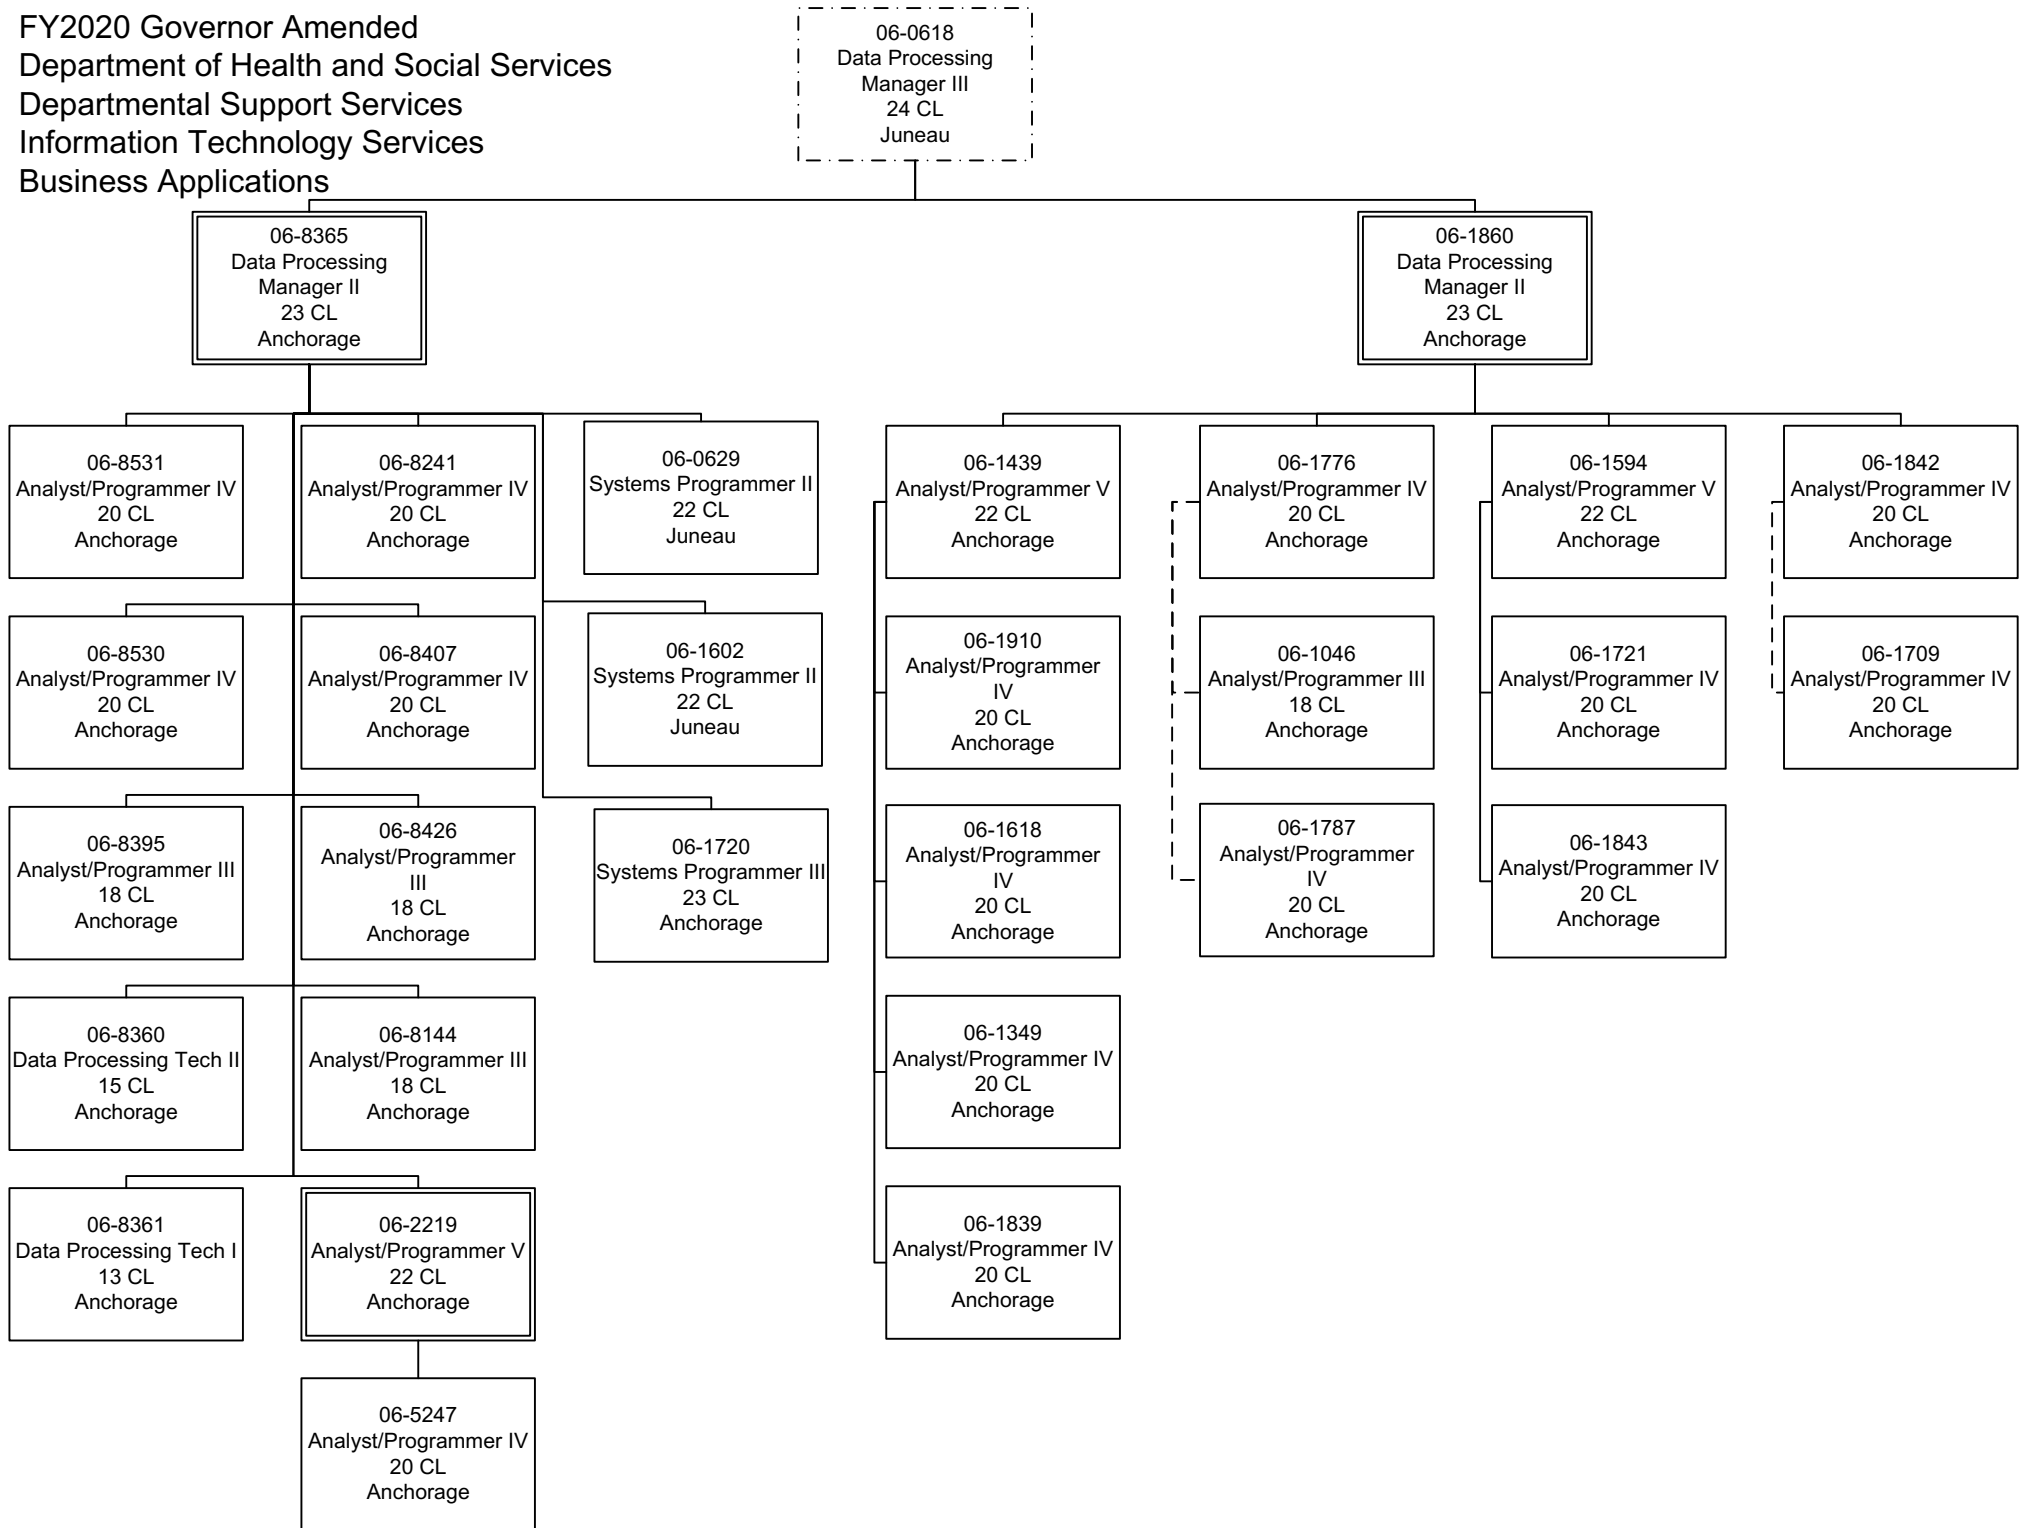 FY2020 Governor Amended
Department of Health and Social Services
Departmental Support Services
Information Technology Services
Business Applications
06-0618
Data Processing
Manager III
24 CL
Juneau
06-8365
Data Processing
Manager II
23 CL
Anchorage
06-1860
Data Processing
Manager II
23 CL
Anchorage
06-8531
Analyst/Programmer IV
20 CL
Anchorage
06-8241
Analyst/Programmer IV
20 CL
Anchorage
06-0629
Systems Programmer II
22 CL
Juneau
06-1439
Analyst/Programmer V
22 CL
Anchorage
06-1776
Analyst/Programmer IV
20 CL
Anchorage
06-1594
Analyst/Programmer V
22 CL
Anchorage
06-1842
Analyst/Programmer IV
20 CL
Anchorage
06-8530
Analyst/Programmer IV
20 CL
Anchorage
06-8407
Analyst/Programmer IV
20 CL
Anchorage
06-1602
Systems Programmer II
22 CL
Juneau
06-1910
Analyst/Programmer
IV
20 CL
Anchorage
06-1046
Analyst/Programmer III
18 CL
Anchorage
06-1721
Analyst/Programmer IV
20 CL
Anchorage
06-1709
Analyst/Programmer IV
20 CL
Anchorage
06-8395
Analyst/Programmer III
18 CL
Anchorage
06-8426
Analyst/Programmer
III
18 CL
Anchorage
06-1720
Systems Programmer III
23 CL
Anchorage
06-1618
Analyst/Programmer
IV
20 CL
Anchorage
06-1787
Analyst/Programmer
IV
20 CL
Anchorage
06-1843
Analyst/Programmer IV
20 CL
Anchorage
06-8360
Data Processing Tech II
15 CL
Anchorage
06-8144
Analyst/Programmer III
18 CL
Anchorage
06-1349
Analyst/Programmer IV
20 CL
Anchorage
06-8361
Data Processing Tech I
13 CL
Anchorage
06-2219
Analyst/Programmer V
22 CL
Anchorage
06-1839
Analyst/Programmer IV
20 CL
Anchorage
06-5247
Analyst/Programmer IV
20 CL
Anchorage